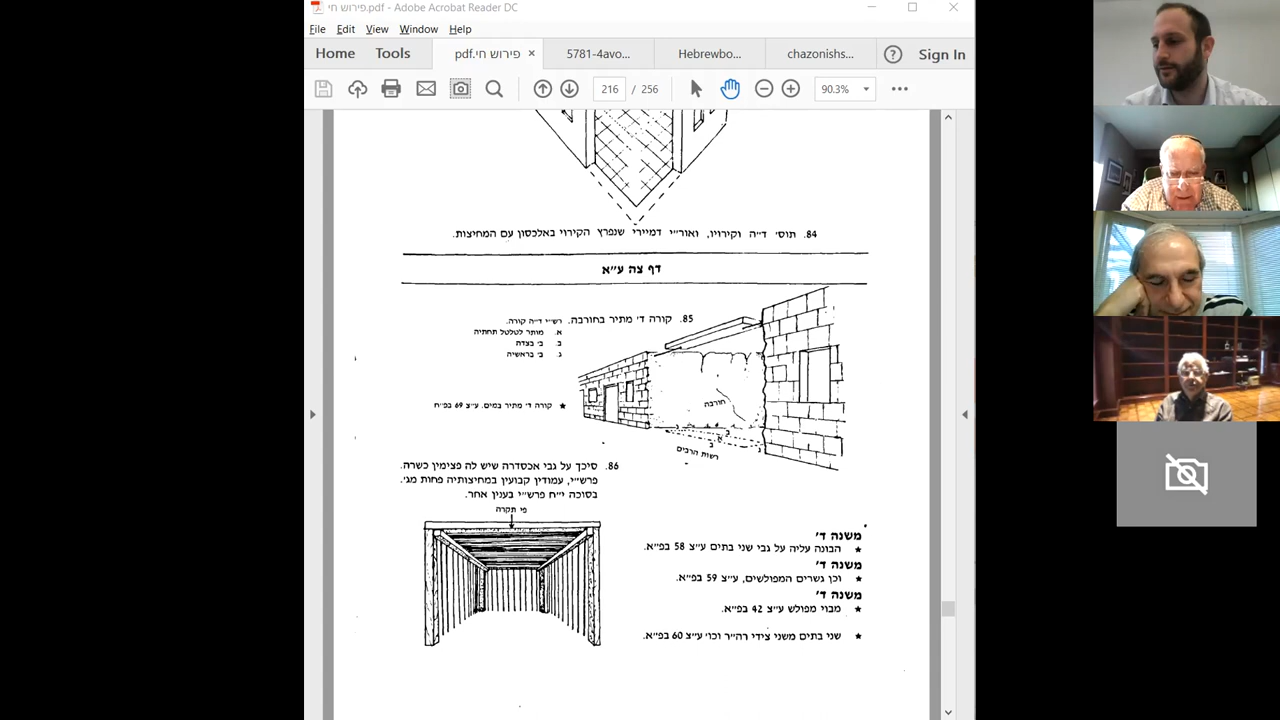 פירוש חי.pdf - Adobe Acrobat Reader DC
File Edit View Window Help
Home Tools פירוש חי.pdf × 5781-4avo... Hebrewbo... chazonishs... ? Sign In
216 / 256 90.3%
84. תוס' ד"ה וקירויו, ואור"י דמיירי שנפרץ הקירוי באלכסון עם המחיצות.
דף צה ע"א
85. קורה ד' מתיר בחורבה. רש"י ד"ה קורה.
א. מותר לטלטל תחתיה
ב. ב' בצדה
ג. ב' בראשיה
★ קורה ד' מתיר במים. ע"צ 69 בפ"ח
חורבה
ב
א
ב
ג
רשות הרבים
86. סיכך על גבי אכסדרה שיש לה פצימין כשרה.
פרש"י, עמודין קבועין במחיצותיה פחות מג'.
בסוכה י"ח פרש"י בענין אחר.
פי תקרה
משנה ד'
★ הבונה עליה על גבי שני בתים ע"צ 58 בפ"א.
משנה ד'
★ וכן גשרים המפולשים, ע"צ 59 בפ"א.
משנה ד'
★ מבוי מפולש ע"צ 42 בפ"א.
★ שני בתים משני צידי רה"ר וכו' ע"צ 60 בפ"א.